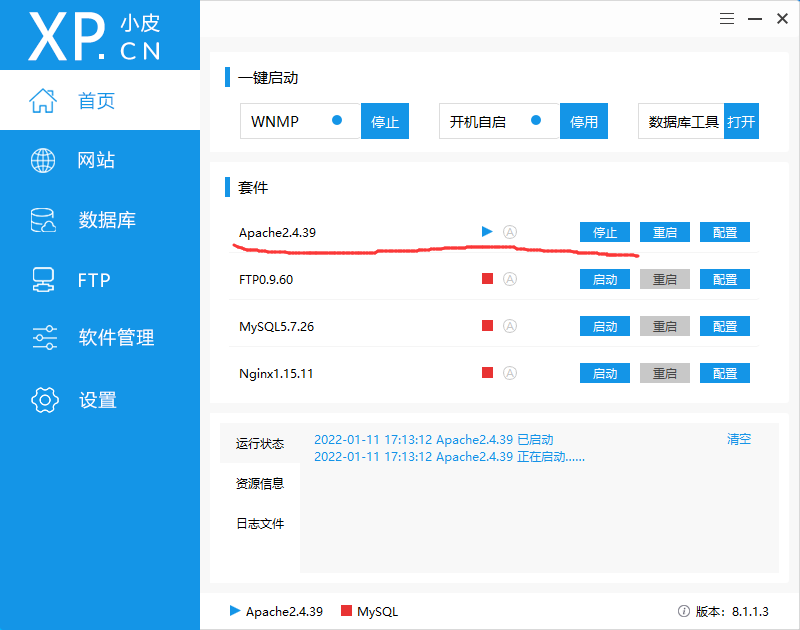 XP.CN 小皮
首页
网站
数据库
FTP
软件管理
设置
一键启动
WNMP 停止 开机自启 停用 数据库工具 打开
套件
Apache2.4.39 A 停止 重启 配置
FTP0.9.60 A 启动 重启 配置
MySQL5.7.26 A 启动 重启 配置
Nginx1.15.11 A 启动 重启 配置
运行状态
资源信息
日志文件
2022-01-11 17:13:12 Apache2.4.39 已启动 清空
2022-01-11 17:13:12 Apache2.4.39 正在启动......
Apache2.4.39 MySQL 版本：8.1.1.3